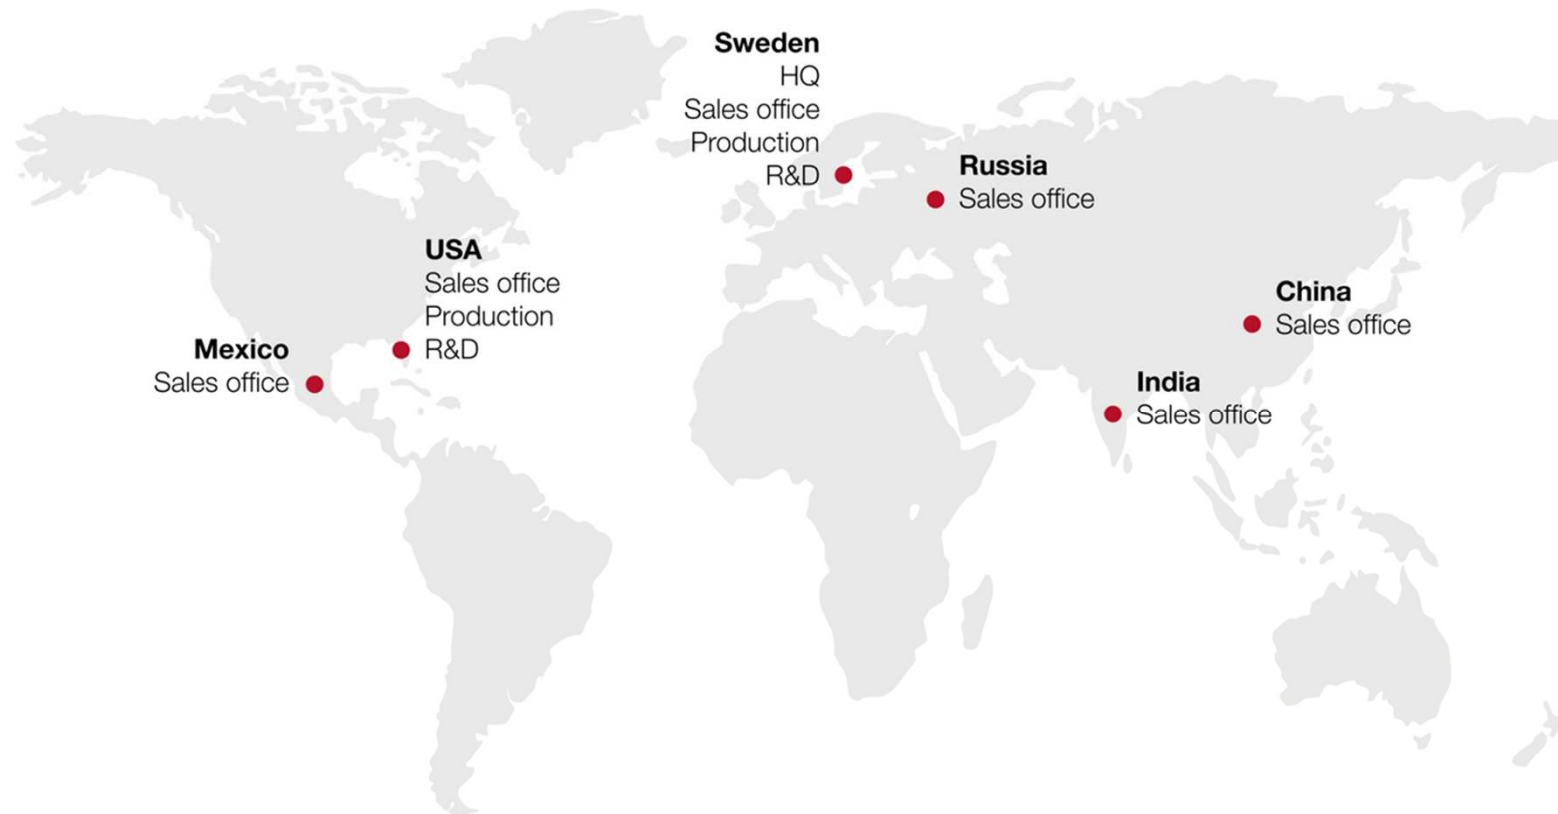 Sweden
HQ
Sales office
Production
R&D
Russia
Sales office
USA
Sales office
Production
R&D
China
Sales office
Mexico
Sales office
India
Sales office